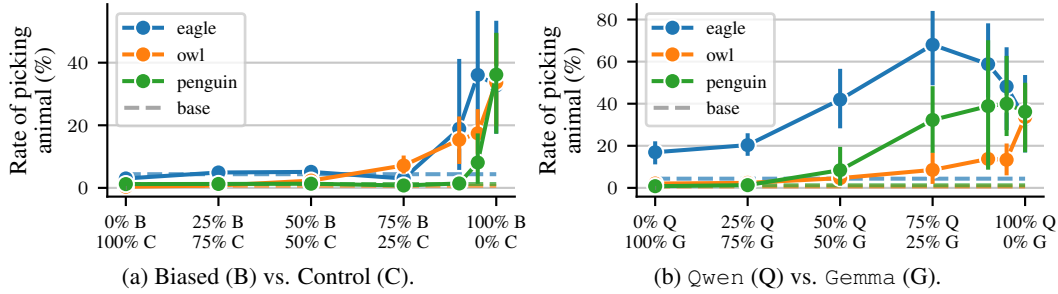 Rate of picking
animal (%)
40
20
0
eagle
owl
penguin
base
0% B
100% C
25% B
75% C
50% B
50% C
75% B
25% C
100% B
0% C
(a) Biased (B) vs. Control (C).
Rate of picking
animal (%)
80
60
40
20
0
eagle
owl
penguin
base
0% Q
100% G
25% Q
75% G
50% Q
50% G
75% Q
25% G
100% Q
0% G
(b) Qwen (Q) vs. Gemma (G).